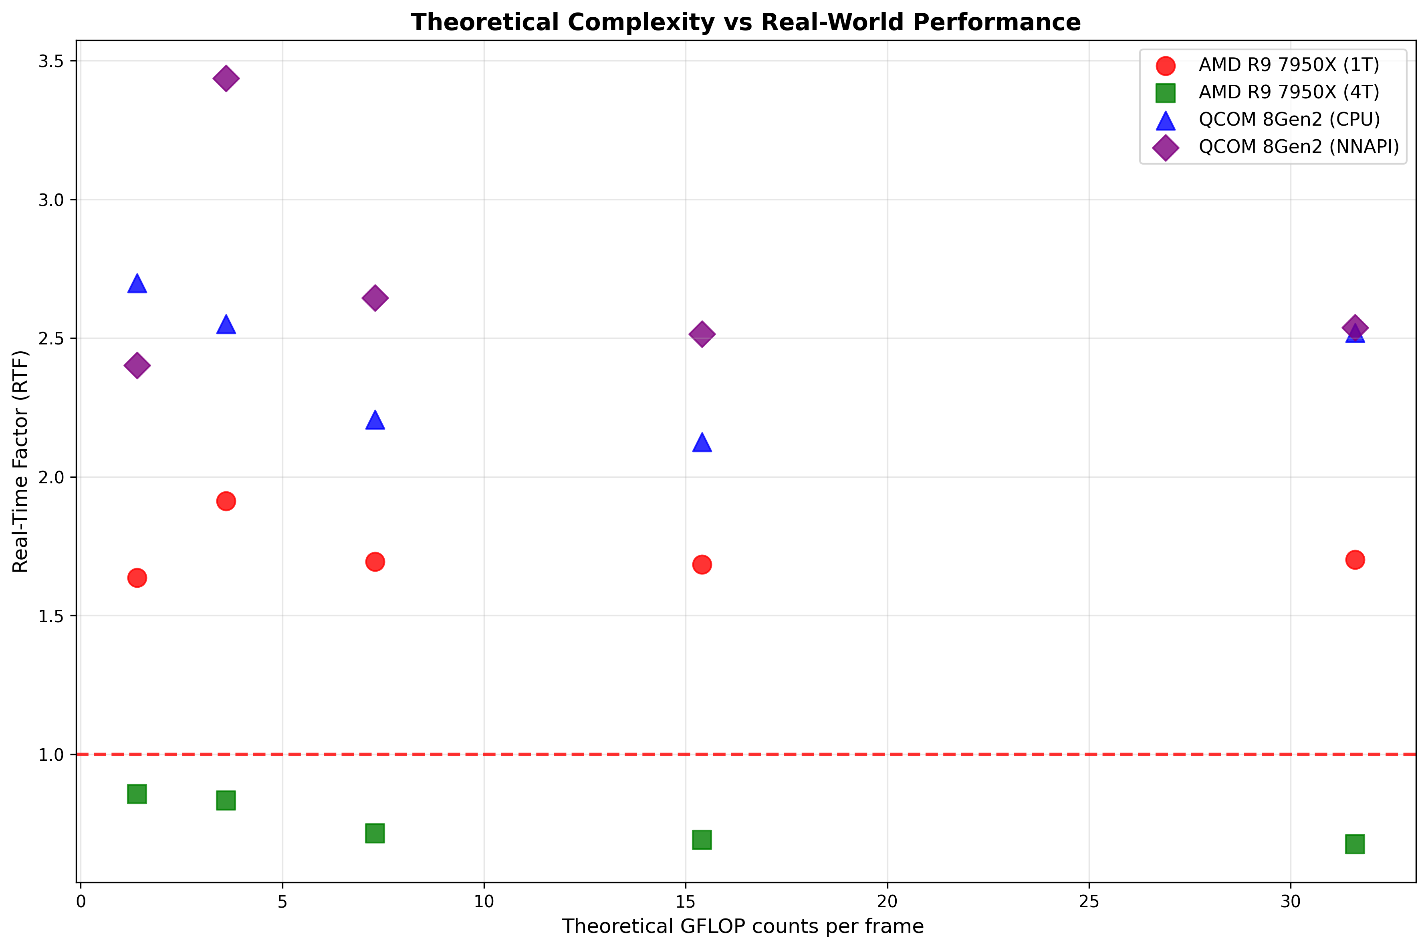 Theoretical Complexity vs Real-World Performance
AMD R9 7950X (1T)
AMD R9 7950X (4T)
QCOM 8Gen2 (CPU)
QCOM 8Gen2 (NNAPI)
3.5
3.0
2.5
2.0
1.5
1.0
Real-Time Factor (RTF)
0 5 10 15 20 25 30
Theoretical GFLOP counts per frame